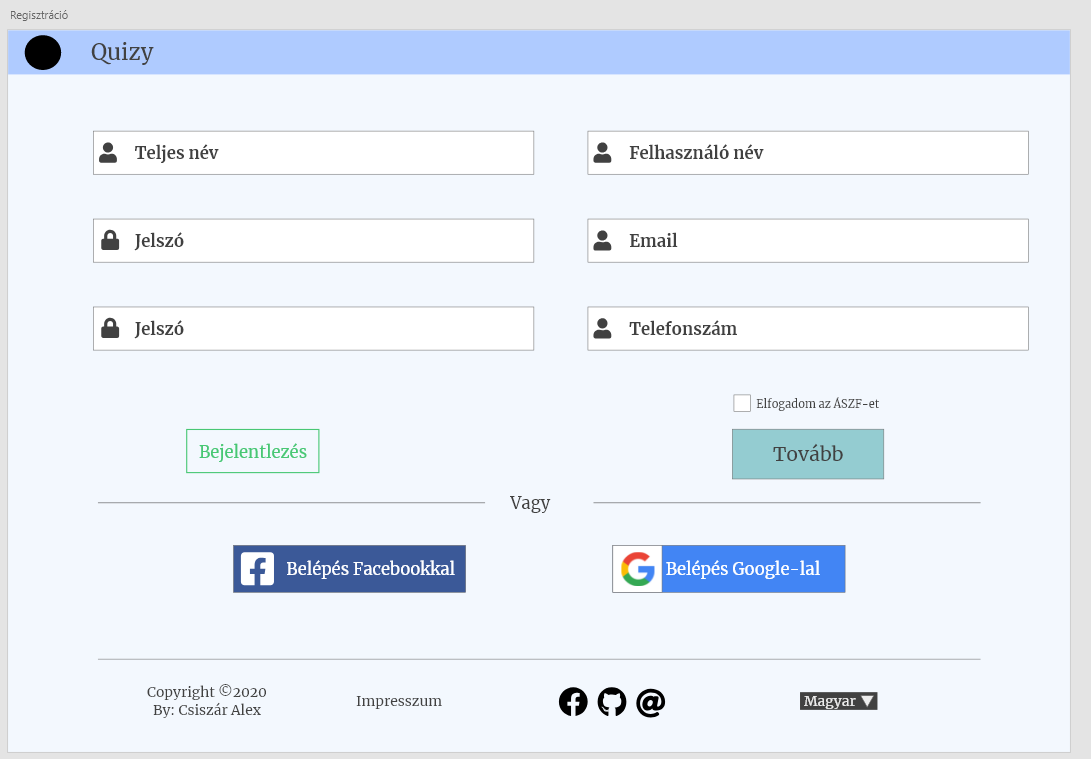 Regisztráció
Quizy
Teljes név
Felhasználó név
Jelszó
Email
Jelszó
Telefonszám
Elfogadom az ÁSZF-et
Bejelentlezés
Tovább
Vagy
Belépés Facebookkal
Belépés Google-lal
Copyright ©2020
By: Csiszár Alex
Impresszum
Magyar